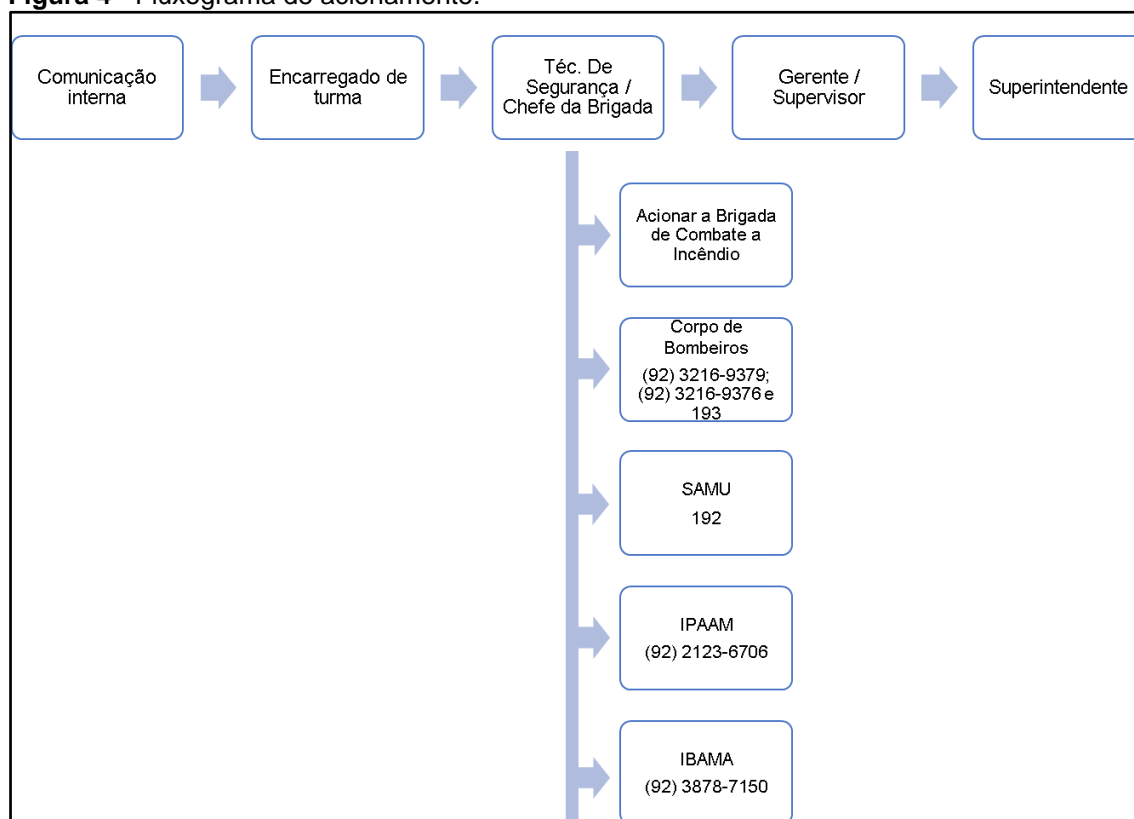 Figura 4 - Fluxograma de acionamento.
Comunicação
interna
Encarregado de
turma
Téc. De
Segurança /
Chefe da Brigada
Gerente /
Supervisor
Superintendente
Acionar a Brigada
de Combate a
Incêndio
Corpo de
Bombeiros
(92) 3216-9379;
(92) 3216-9376 e
193
SAMU
192
IPAAM
(92) 2123-6706
IBAMA
(92) 3878-7150